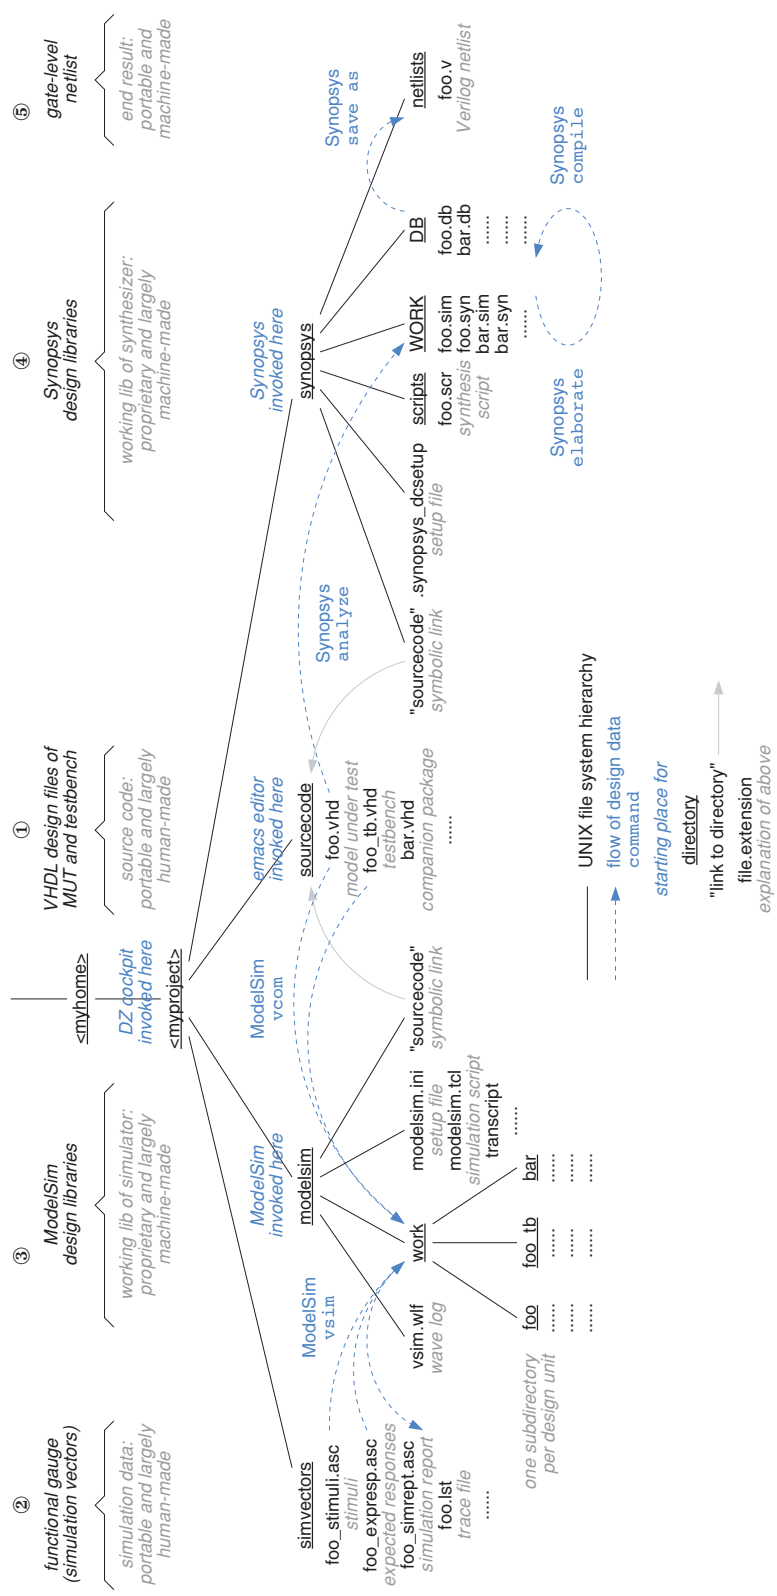 ②
functional gauge
(simulation vectors)
simulation data:
portable and largely
human-made
③
ModelSim
design libraries
working lib of simulator:
proprietary and largely
machine-made
①
VHDL design files of
MUT and testbench
source code:
portable and largely
human-made
④
Synopsys
design libraries
working lib of synthesizer:
proprietary and largely
machine-made
⑤
gate-level
netlist
end result:
portable and
machine-made
<myhome>
DZ cockpit
invoked here
<myproject>
simvectors
foo_stimuli.asc
stimuli
foo_expresp.asc
expected responses
foo_simrept.asc
simulation report
foo.lst
trace file
......
ModelSim
vsim
ModelSim
invoked here
modelsim
vsim.wlf
wave log
work
modelsim.ini
setup file
modelsim.tcl
simulation script
transcript
......
"sourcecode"
symbolic link
one subdirectory
per design unit
foo
......
......
......
foo_tb
......
......
......
bar
......
......
......
ModelSim
vcom
emacs editor
invoked here
sourcecode
foo.vhd
model under test
foo_tb.vhd
testbench
bar.vhd
companion package
......
Synopsys
analyze
Synopsys
invoked here
synopsys
"sourcecode"
symbolic link
.synopsys_dcsetup
setup file
scripts
foo.scr
synthesis
script
WORK
foo.sim
foo.syn
bar.sim
bar.syn
......
DB
foo.db
bar.db
......
......
......
netlists
foo.v
Verilog netlist
Synopsys
save as
Synopsys
elaborate
Synopsys
compile
UNIX file system hierarchy
flow of design data
command
starting place for
directory
"link to directory"
file.extension
explanation of above